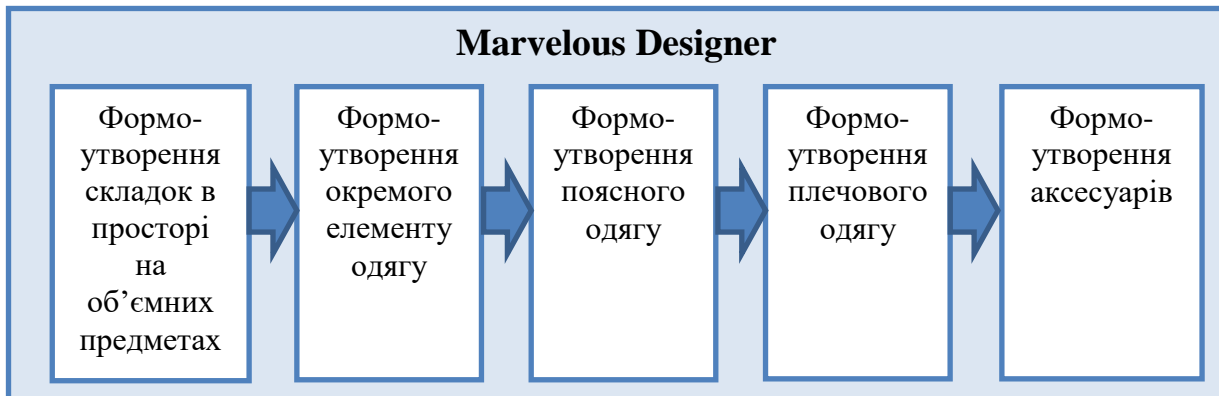 Marvelous Designer
Формо-
утворення
складок в
просторі
на
об’ємних
предметах
Формо-
утворення
окремого
елементу
одягу
Формо-
утворення
поясного
одягу
Формо-
утворення
плечового
одягу
Формо-
утворення
аксесуарів